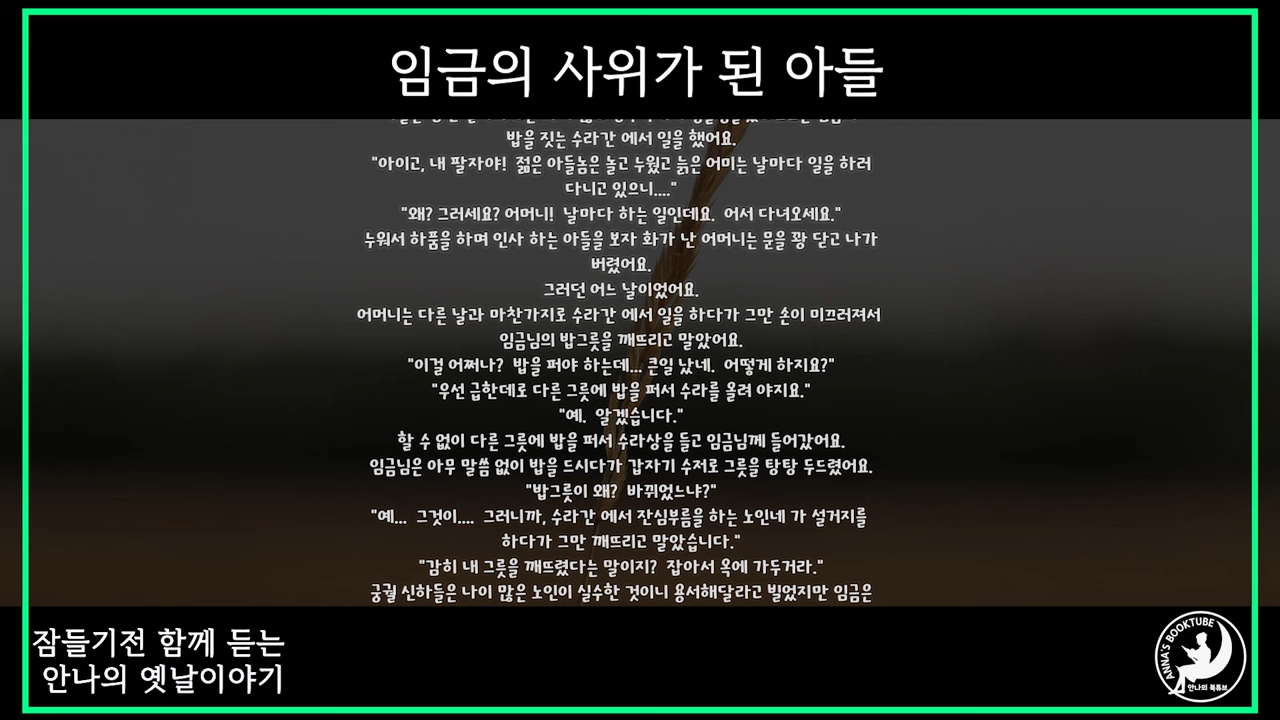 임금의 사위가 된 아들
밥을 짓는 수라간 에서 일을 했어요.
"아이고, 내 팔자야! 젊은 아들놈은 놀고 누웠고 늙은 어미는 날마다 일을 하러
다니고 있으니...."
"왜? 그러세요? 어머니! 날마다 하는 일인데요. 어서 다녀오세요."
누워서 하품을 하며 인사 하는 아들을 보자 화가 난 어머니는 문을 꽝 닫고 나가
버렸어요.
그러던 어느 날이었어요.
어머니는 다른 날과 마찬가지로 수라간 에서 일을 하다가 그만 손이 미끄러져서
임금님의 밥그릇을 깨뜨리고 말았어요.
"이걸 어쩌나? 밥을 퍼야 하는데... 큰일 났네. 어떻게 하지요?"
"우선 급한데로 다른 그릇에 밥을 퍼서 수라를 올려 야지요."
"예. 알겠습니다."
할 수 없이 다른 그릇에 밥을 퍼서 수라상을 들고 임금님께 들어갔어요.
임금님은 아무 말씀 없이 밥을 드시다가 갑자기 수저로 그릇을 탕탕 두드렸어요.
"밥그릇이 왜? 바뀌었느냐?"
"예... 그것이.... 그러니까, 수라간 에서 잔심부름을 하는 노인네 가 설거지를
하다가 그만 깨뜨리고 말았습니다."
"감히 내 그릇을 깨뜨렸다는 말이지? 잡아서 옥에 가두거라."
궁궐 신하들은 나이 많은 노인이 실수한 것이니 용서해달라고 빌었지만 임금은
잠들기전 함께 듣는
안나의 옛날이야기
ANNA'S BOOKTUBE
안나의 북튜브